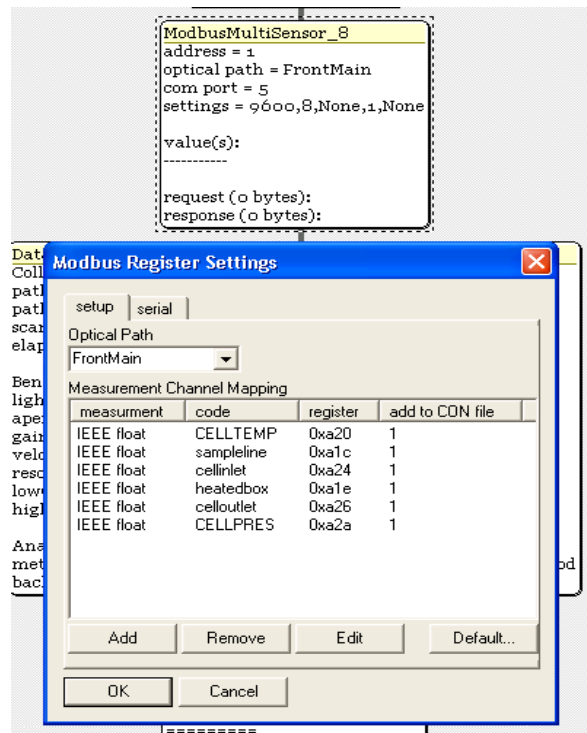 ModbusMultiSensor_8
address = 1
optical path = FrontMain
com port = 5
settings = 9600,8,None,1,None
value(s):
-----------
request (0 bytes):
response (0 bytes):
Modbus Register Settings
setup serial
Optical Path
FrontMain
Measurement Channel Mapping
measurment code register add to CON file
IEEE float CELLTEMP 0xa20 1
IEEE float sampleline 0xa1c 1
IEEE float cellinlet 0xa24 1
IEEE float heatedbox 0xa1e 1
IEEE float celloutlet 0xa26 1
IEEE float CELLPRES 0xa2a 1
Add Remove Edit Default...
OK Cancel
=========